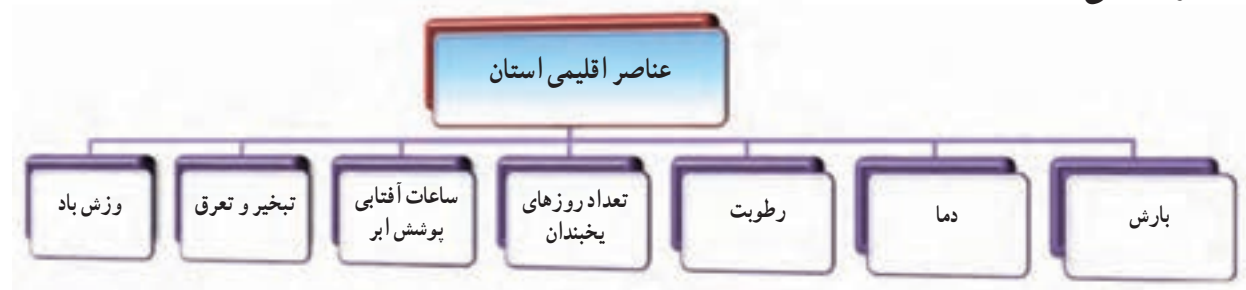 عناصر اقلیمی استان
بارش
دما
رطوبت
تعداد روزهای
یخبندان
ساعات آفتابی
پوشش ابر
تبخیر و تعرق
وزش باد